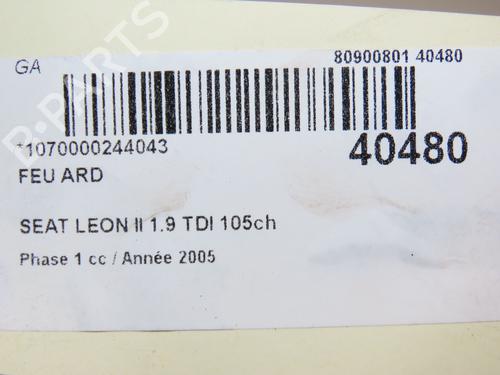 GA
80900801 40480
*1070000244043
40480
FEU ARD
SEAT LEON II 1.9 TDI 105ch
Phase 1 cc / Année 2005
B-PARTS